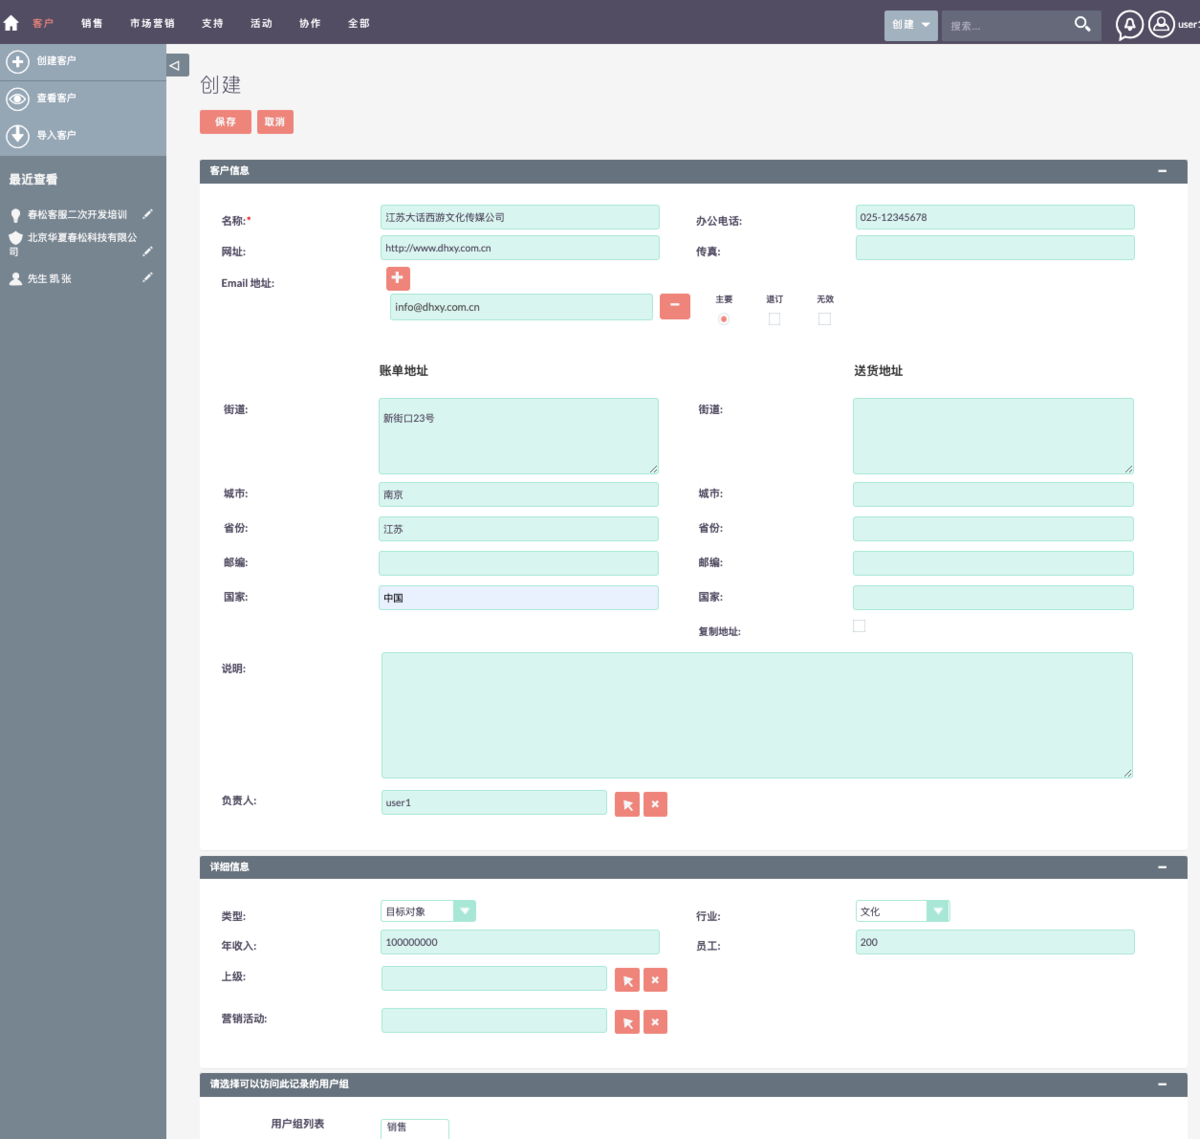 客户 销售 市场营销 支持 活动 协作 全部 创建 搜索... user1
创建客户
查看客户
导入客户
最近查看
春松客服二次开发培训
北京华夏春松科技有限公
司
先生 凯 张
创建
保存 取消
客户信息
名称:* 江苏大话西游文化传媒公司 办公电话: 025-12345678
网址: http://www.dhxy.com.cn 传真:
Email 地址:
主要 退订 无效
info@dhxy.com.cn
账单地址 送货地址
街道: 新街口23号 街道:
城市: 南京 城市:
省份: 江苏 省份:
邮编: 邮编:
国家: 中国 国家:
复制地址:
说明:
负责人: user1
详细信息
类型: 目标对象 行业: 文化
年收入: 100000000 员工: 200
上级:
营销活动:
请选择可以访问此记录的用户组
用户组列表 销售